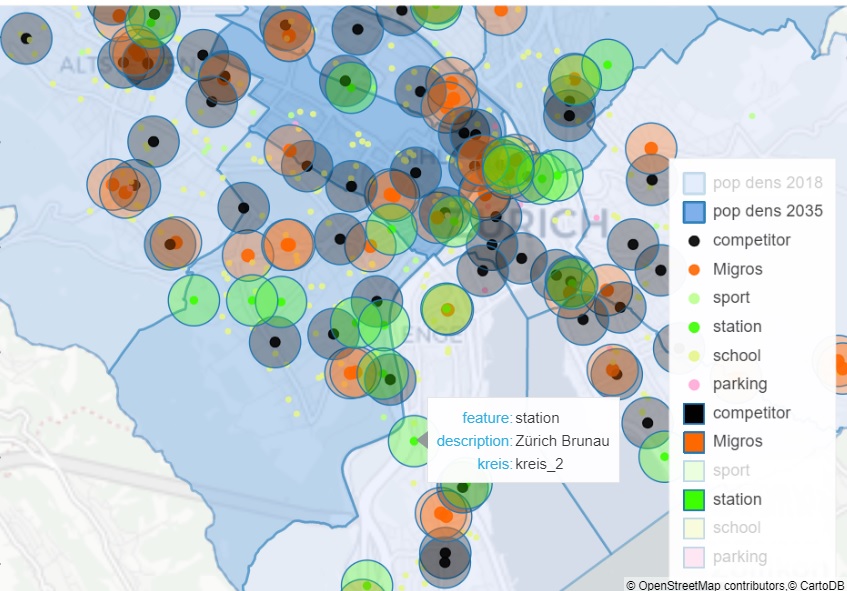 ALTSTETTEN
ZÜRICH
ENGE
pop dens 2018
pop dens 2035
competitor
Migros
sport
station
school
parking
competitor
Migros
sport
station
school
parking
feature: station
description: Zürich Brunau
kreis: kreis_2
© OpenStreetMap contributors,© CartoDB